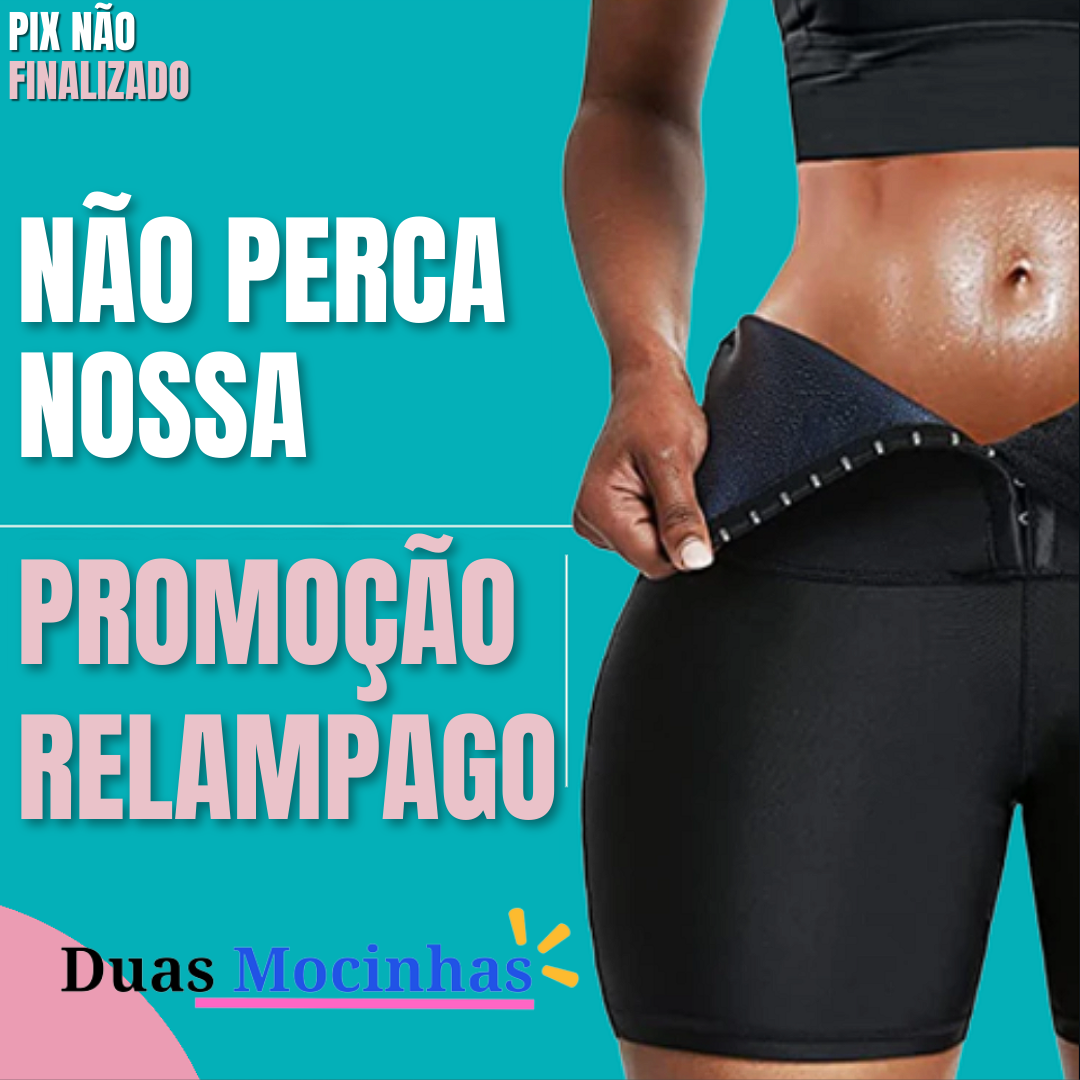 PIX NÃO
FINALIZADO
NÃO PERCA
NOSSA
PROMOÇÃO
RELAMPAGO
Duas Mocinhas